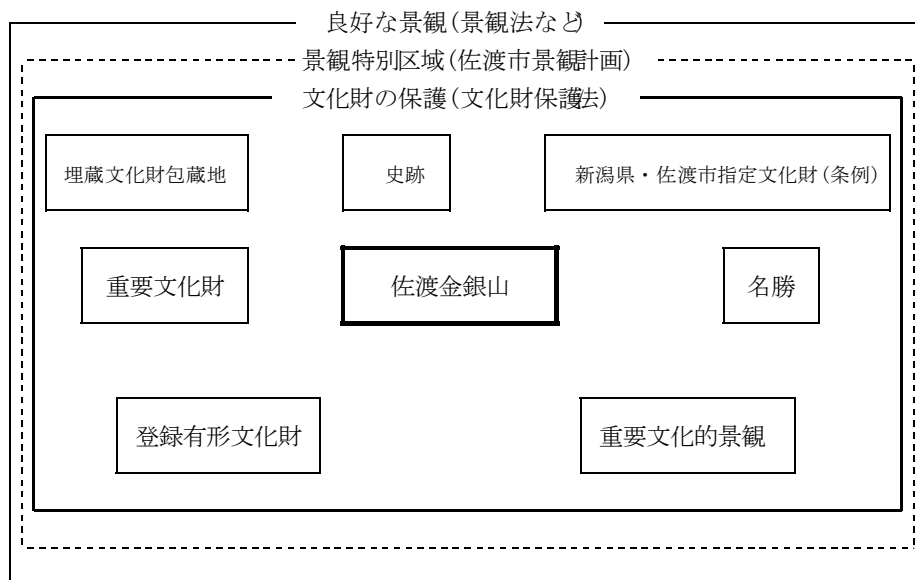 良好な景観(景観法など)
景観特別区域(佐渡市景観計画)
文化財の保護(文化財保護法)
埋蔵文化財包蔵地
史跡
新潟県・佐渡市指定文化財(条例)
重要文化財
佐渡金銀山
名勝
登録有形文化財
重要文化的景観